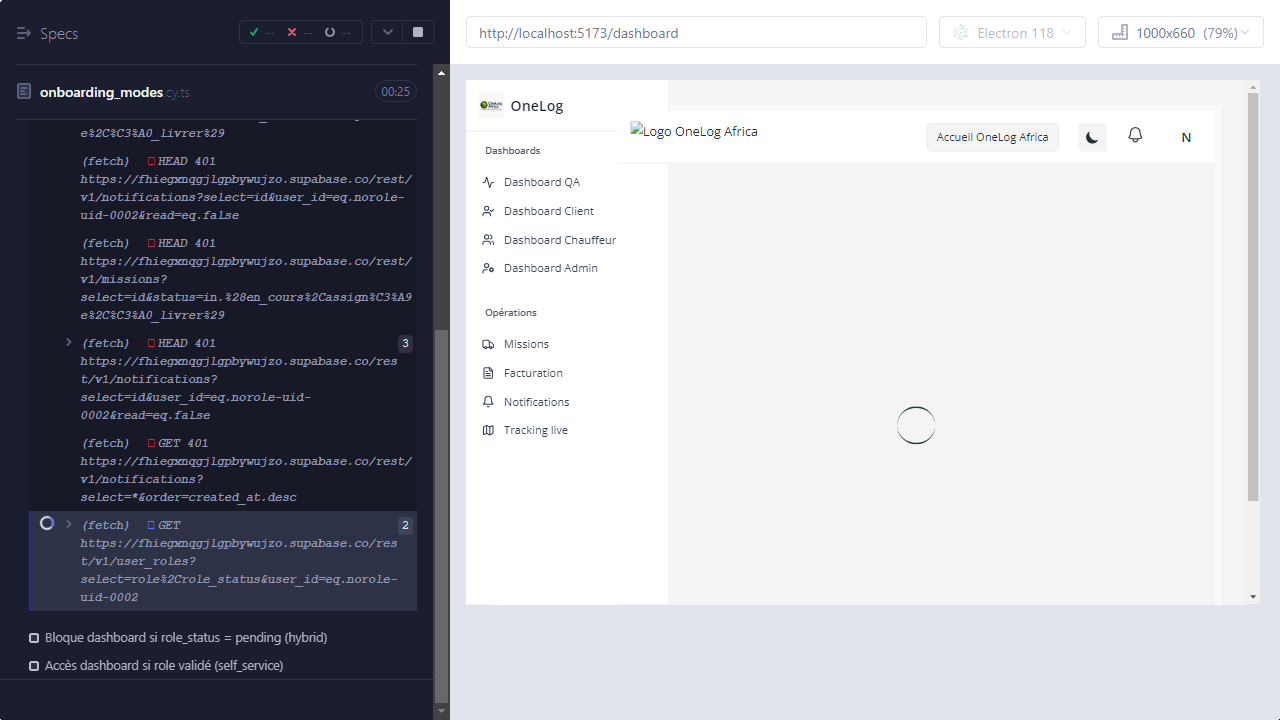 Specs
-- -- --
http://localhost:5173/dashboard
Electron 118
1000x660 (79%)
onboarding_modes.cy.ts
00:25
e%2C%C3%A0_livrer%29
(fetch) HEAD 401
https://fhiegxnqgjlgpbywujzo.supabase.co/rest/
v1/notifications?select=id&user_id=eq.norole-
uid-0002&read=eq.false
(fetch) HEAD 401
https://fhiegxnqgjlgpbywujzo.supabase.co/rest/
v1/missions?
select=id&status=in.%28en_cours%2Cassign%C3%A9
e%2C%C3%A0_livrer%29
(fetch) HEAD 401
3
https://fhiegxnqgjlgpbywujzo.supabase.co/res
t/v1/notifications?
select=id&user_id=eq.norole-uid-
0002&read=eq.false
(fetch) GET 401
https://fhiegxnqgjlgpbywujzo.supabase.co/rest/
v1/notifications?
select=*&order=created_at.desc
(fetch) GET
2
https://fhiegxnqgjlgpbywujzo.supabase.co/res
t/v1/user_roles?
select=role%2Crole_status&user_id=eq.norole-
uid-0002
Bloque dashboard si role_status = pending (hybrid)
Accès dashboard si role validé (self_service)
OneLog
Logo OneLog Africa
Accueil OneLog Africa
N
Dashboards
Dashboard QA
Dashboard Client
Dashboard Chauffeur
Dashboard Admin
Opérations
Missions
Facturation
Notifications
Tracking live